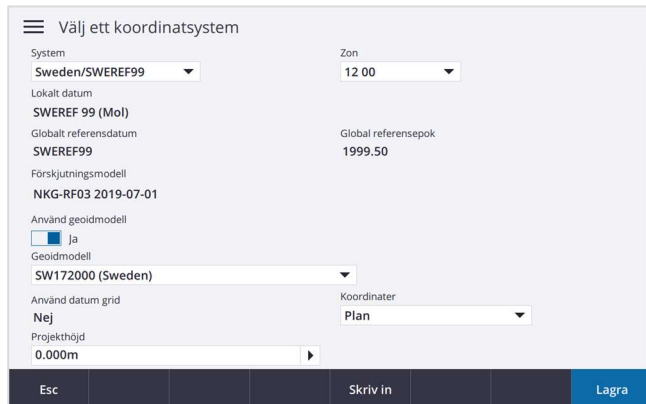 Välj ett koordinatsystem
System Zon
Sweden/SWEREF99 12 00
Lokalt datum
SWEREF 99 (Mol)
Globalt referensdatum Global referensepok
SWEREF99 1999.50
Förskjutningsmodell
NKG-RF03 2019-07-01
Använd geoidmodell
Ja
Geoidmodell
SW172000 (Sweden)
Använd datum grid Koordinater
Nej Plan
Projekthöjd
0.000m
Esc Skriv in Lagra